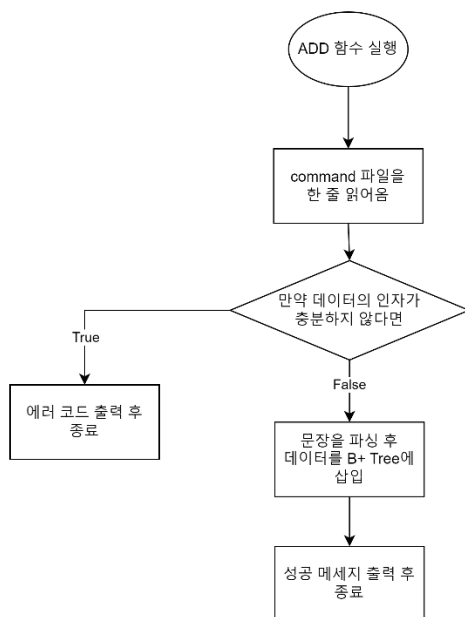 ADD 함수 실행
command 파일을
한 줄 읽어옴
만약 데이터의 인자가
충분하지 않다면
True
False
에러 코드 출력 후
종료
문장을 파싱 후
데이터를 B+ Tree에
삽입
성공 메세지 출력 후
종료